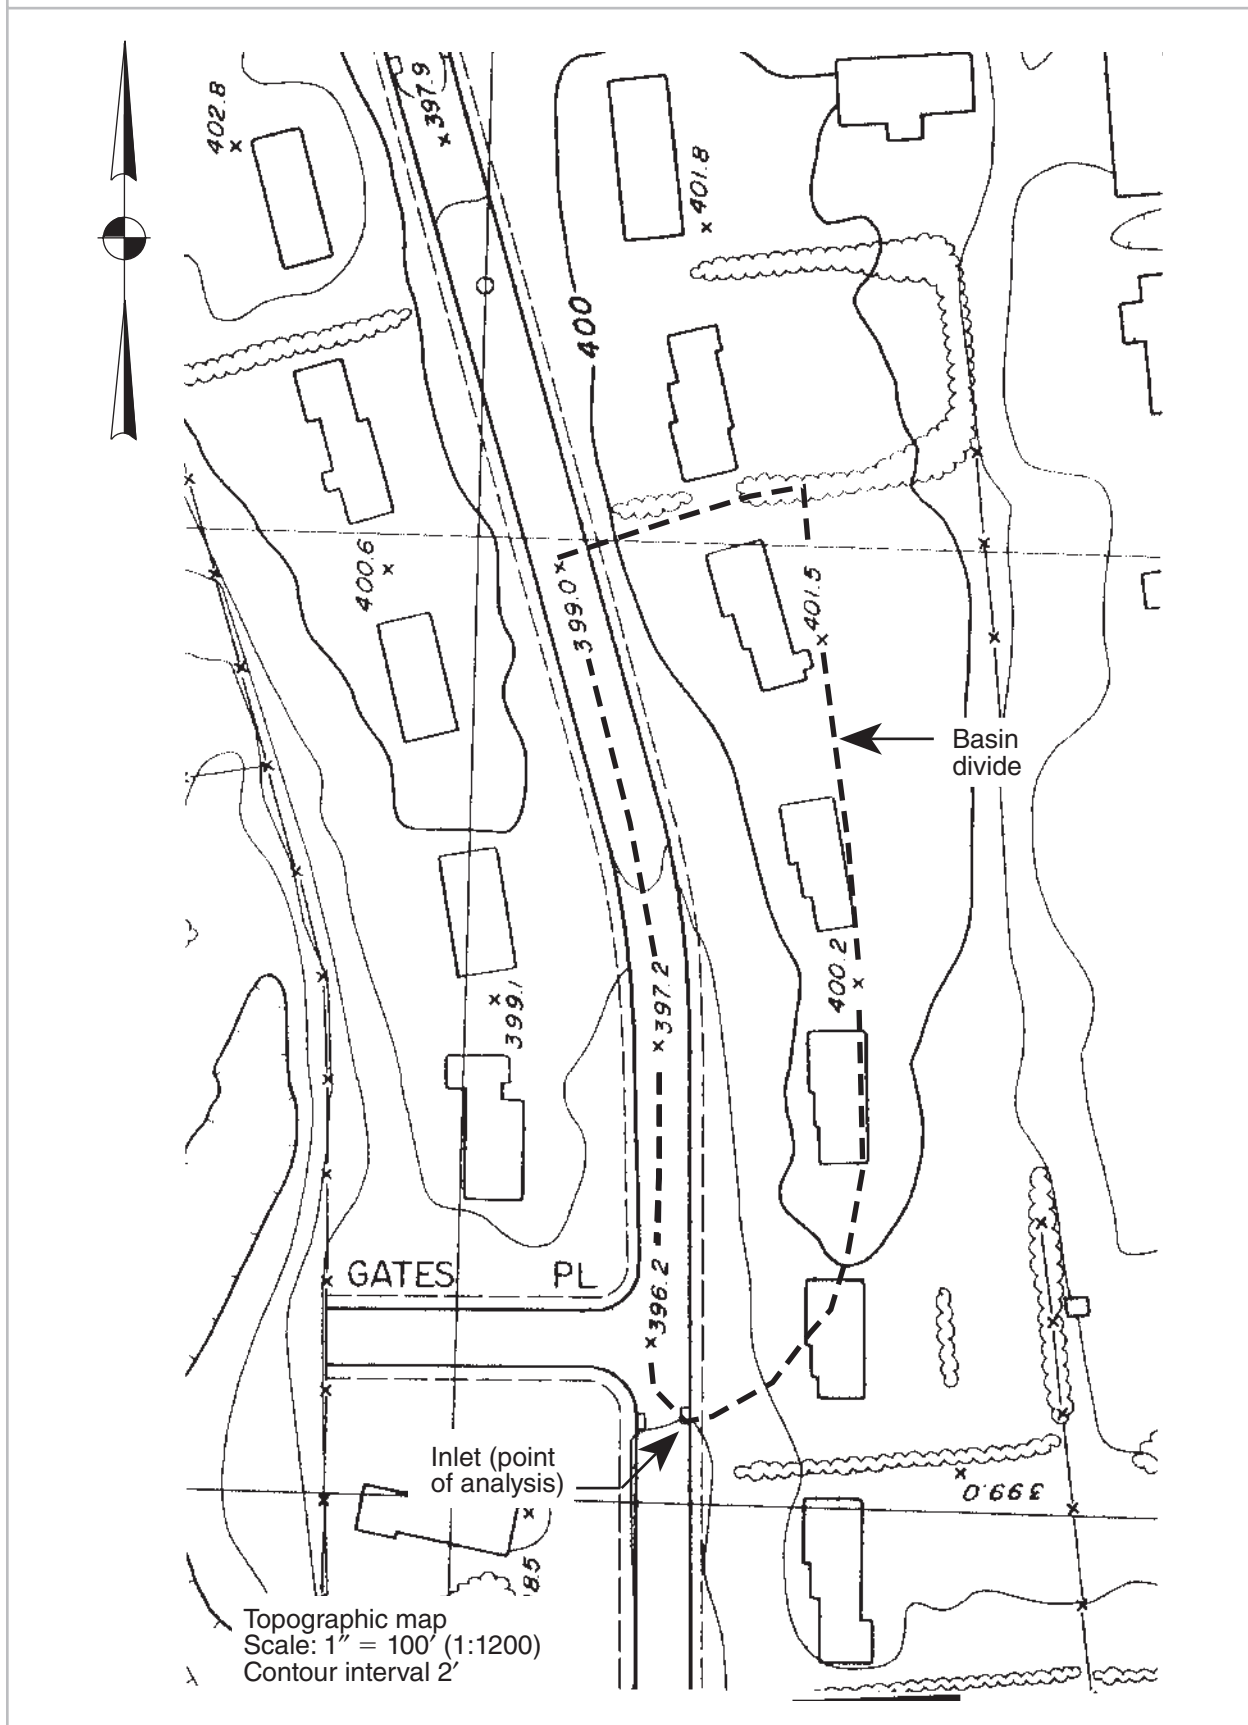 402.8
397.9
401.8
400
400.6
399.0
401.5
Basin
divide
400.2
397.2
399.1
GATES PL
396.2
Inlet (point
of analysis)
399.0
8.5
Topographic map
Scale: 1″ = 100′ (1:1200)
Contour interval 2′